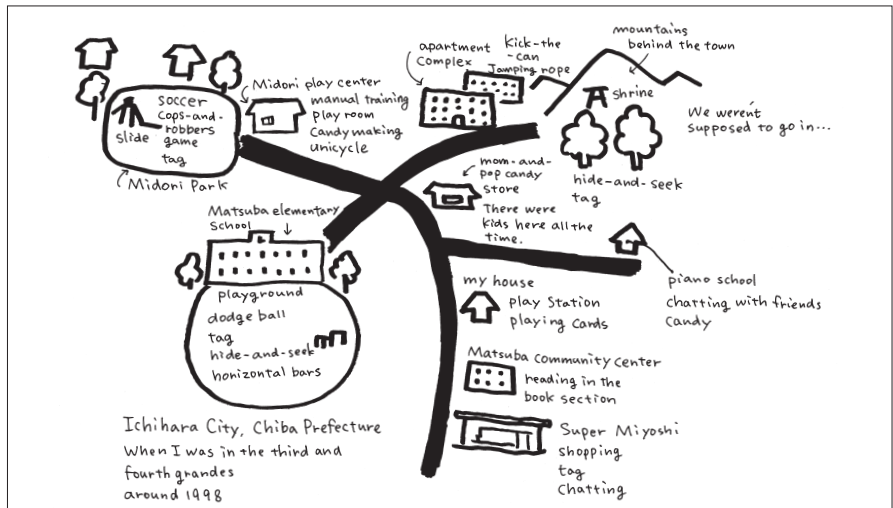 mountains
behind the town
apartment
Complex
Kick-the
-can
Jamping rope
shrine
We weren't
supposed to go in...
hide-and-seek
tag
soccer
Cops-and-
robbers
game
tag
slide
Midori Park
Midori play center
manual training
play room
Candy making
unicycle
mom-and-
pop candy
store
There were
kids here all the
time.
Matsuba elementary
School
playground
dodge ball
tag
hide-and-seek
horizontal bars
piano school
chatting with friends
candy
my house
play Station
playing cards
Matsuba Community Center
reading in the
book section
Super Miyoshi
shopping
tag
Chatting
Ichihara City, Chiba Prefecture
When I was in the third and
fourth grandes
around 1998